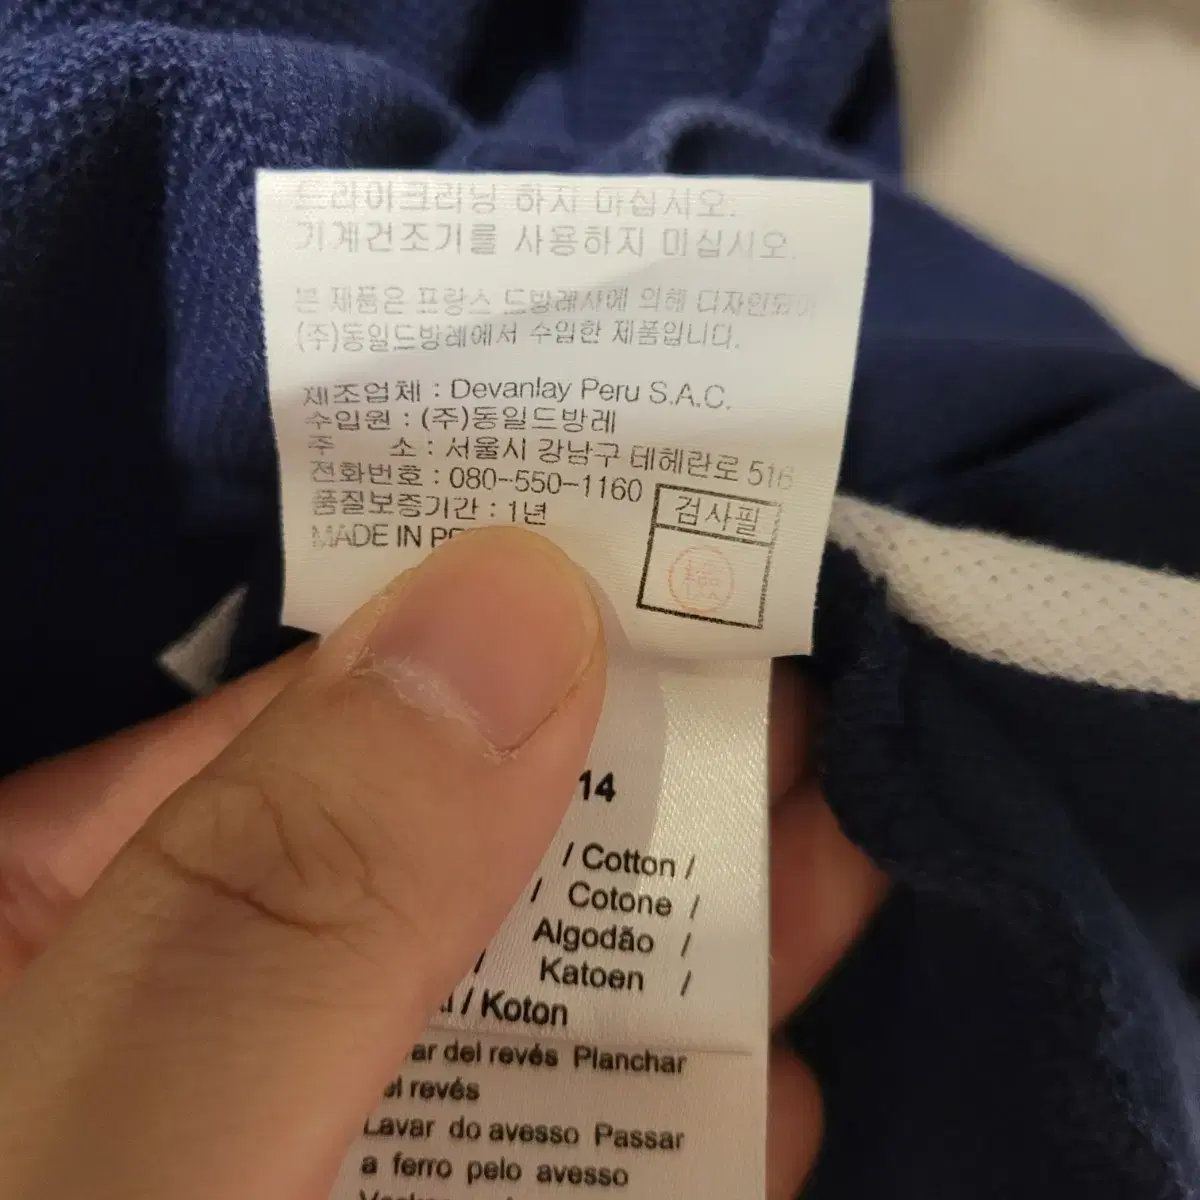 드라이크리닝 하지 마십시오.
기계건조기를 사용하지 마십시오.
본 제품은 프랑스 드방레사에 의해 디자인되어
(주)동일드방레에서 수입한 제품입니다.
제조업체 : Devanlay Peru S.A.C.
수입원 : (주)동일드방레
주 소 : 서울시 강남구 테헤란로 516
전화번호 : 080-550-1160
품질보증기간 : 1년
검사필
MADE IN
14
/ Cotton /
/ Cotone /
Algodão /
/ Katoen /
/ Koton
del revés Planchar
revés
Lavar do avesso Passar
a ferro pelo avesso